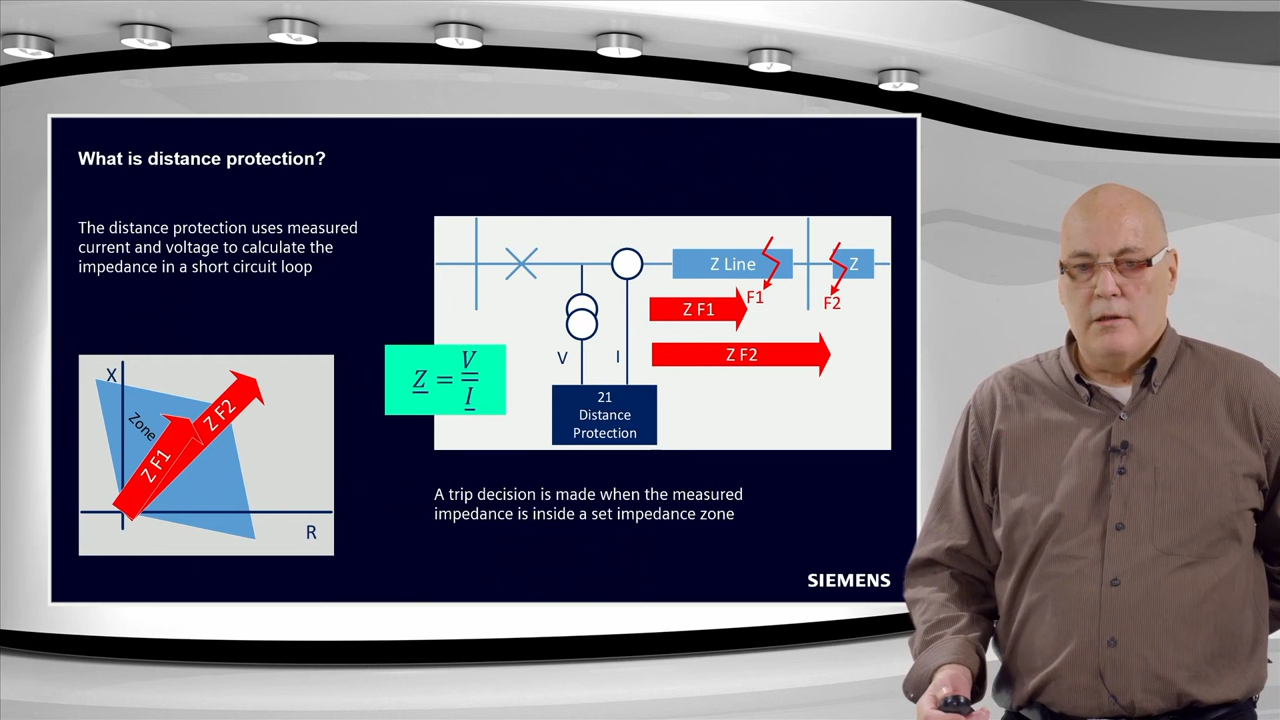 What is distance protection?
The distance protection uses measured
current and voltage to calculate the
impedance in a short circuit loop
Z Line
Z
F1
F2
Z F1
Z F2
V
I
Z = V / I
21
Distance
Protection
X
Zone
Z F1
Z F2
R
A trip decision is made when the measured
impedance is inside a set impedance zone
SIEMENS